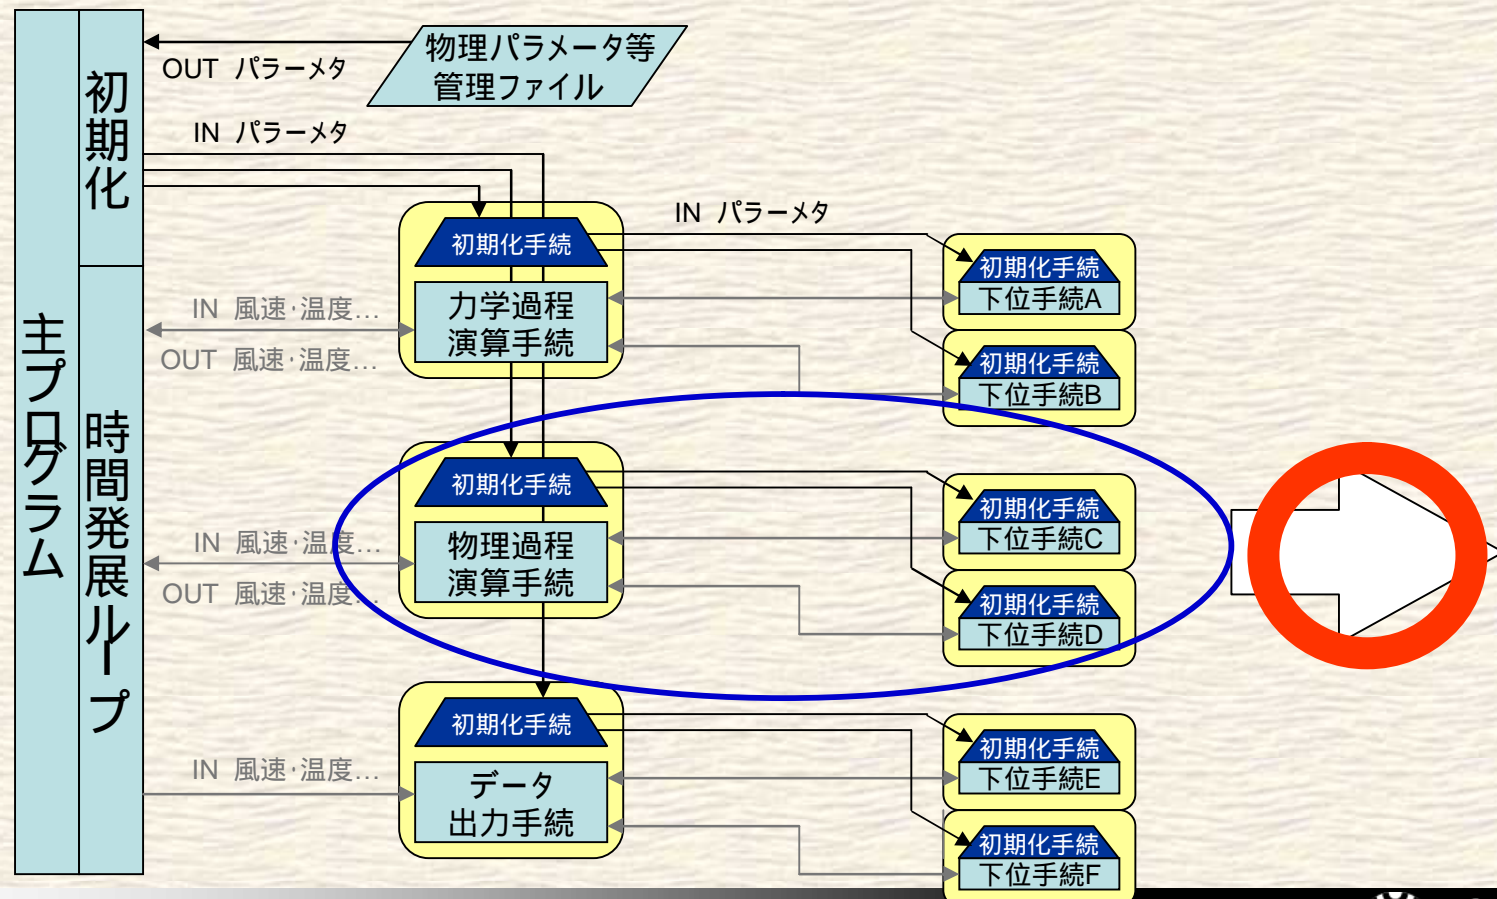 主プログラム
初期化
時間発展ループ
物理パラメータ等
管理ファイル
OUT パラーメタ
IN パラーメタ
IN パラーメタ
初期化手続
力学過程
演算手続
IN 風速･温度…
OUT 風速･温度…
初期化手続
下位手続A
初期化手続
下位手続B
初期化手続
物理過程
演算手続
IN 風速･温度…
OUT 風速･温度…
初期化手続
下位手続C
初期化手続
下位手続D
初期化手続
データ
出力手続
IN 風速･温度…
初期化手続
下位手続E
初期化手続
下位手続F